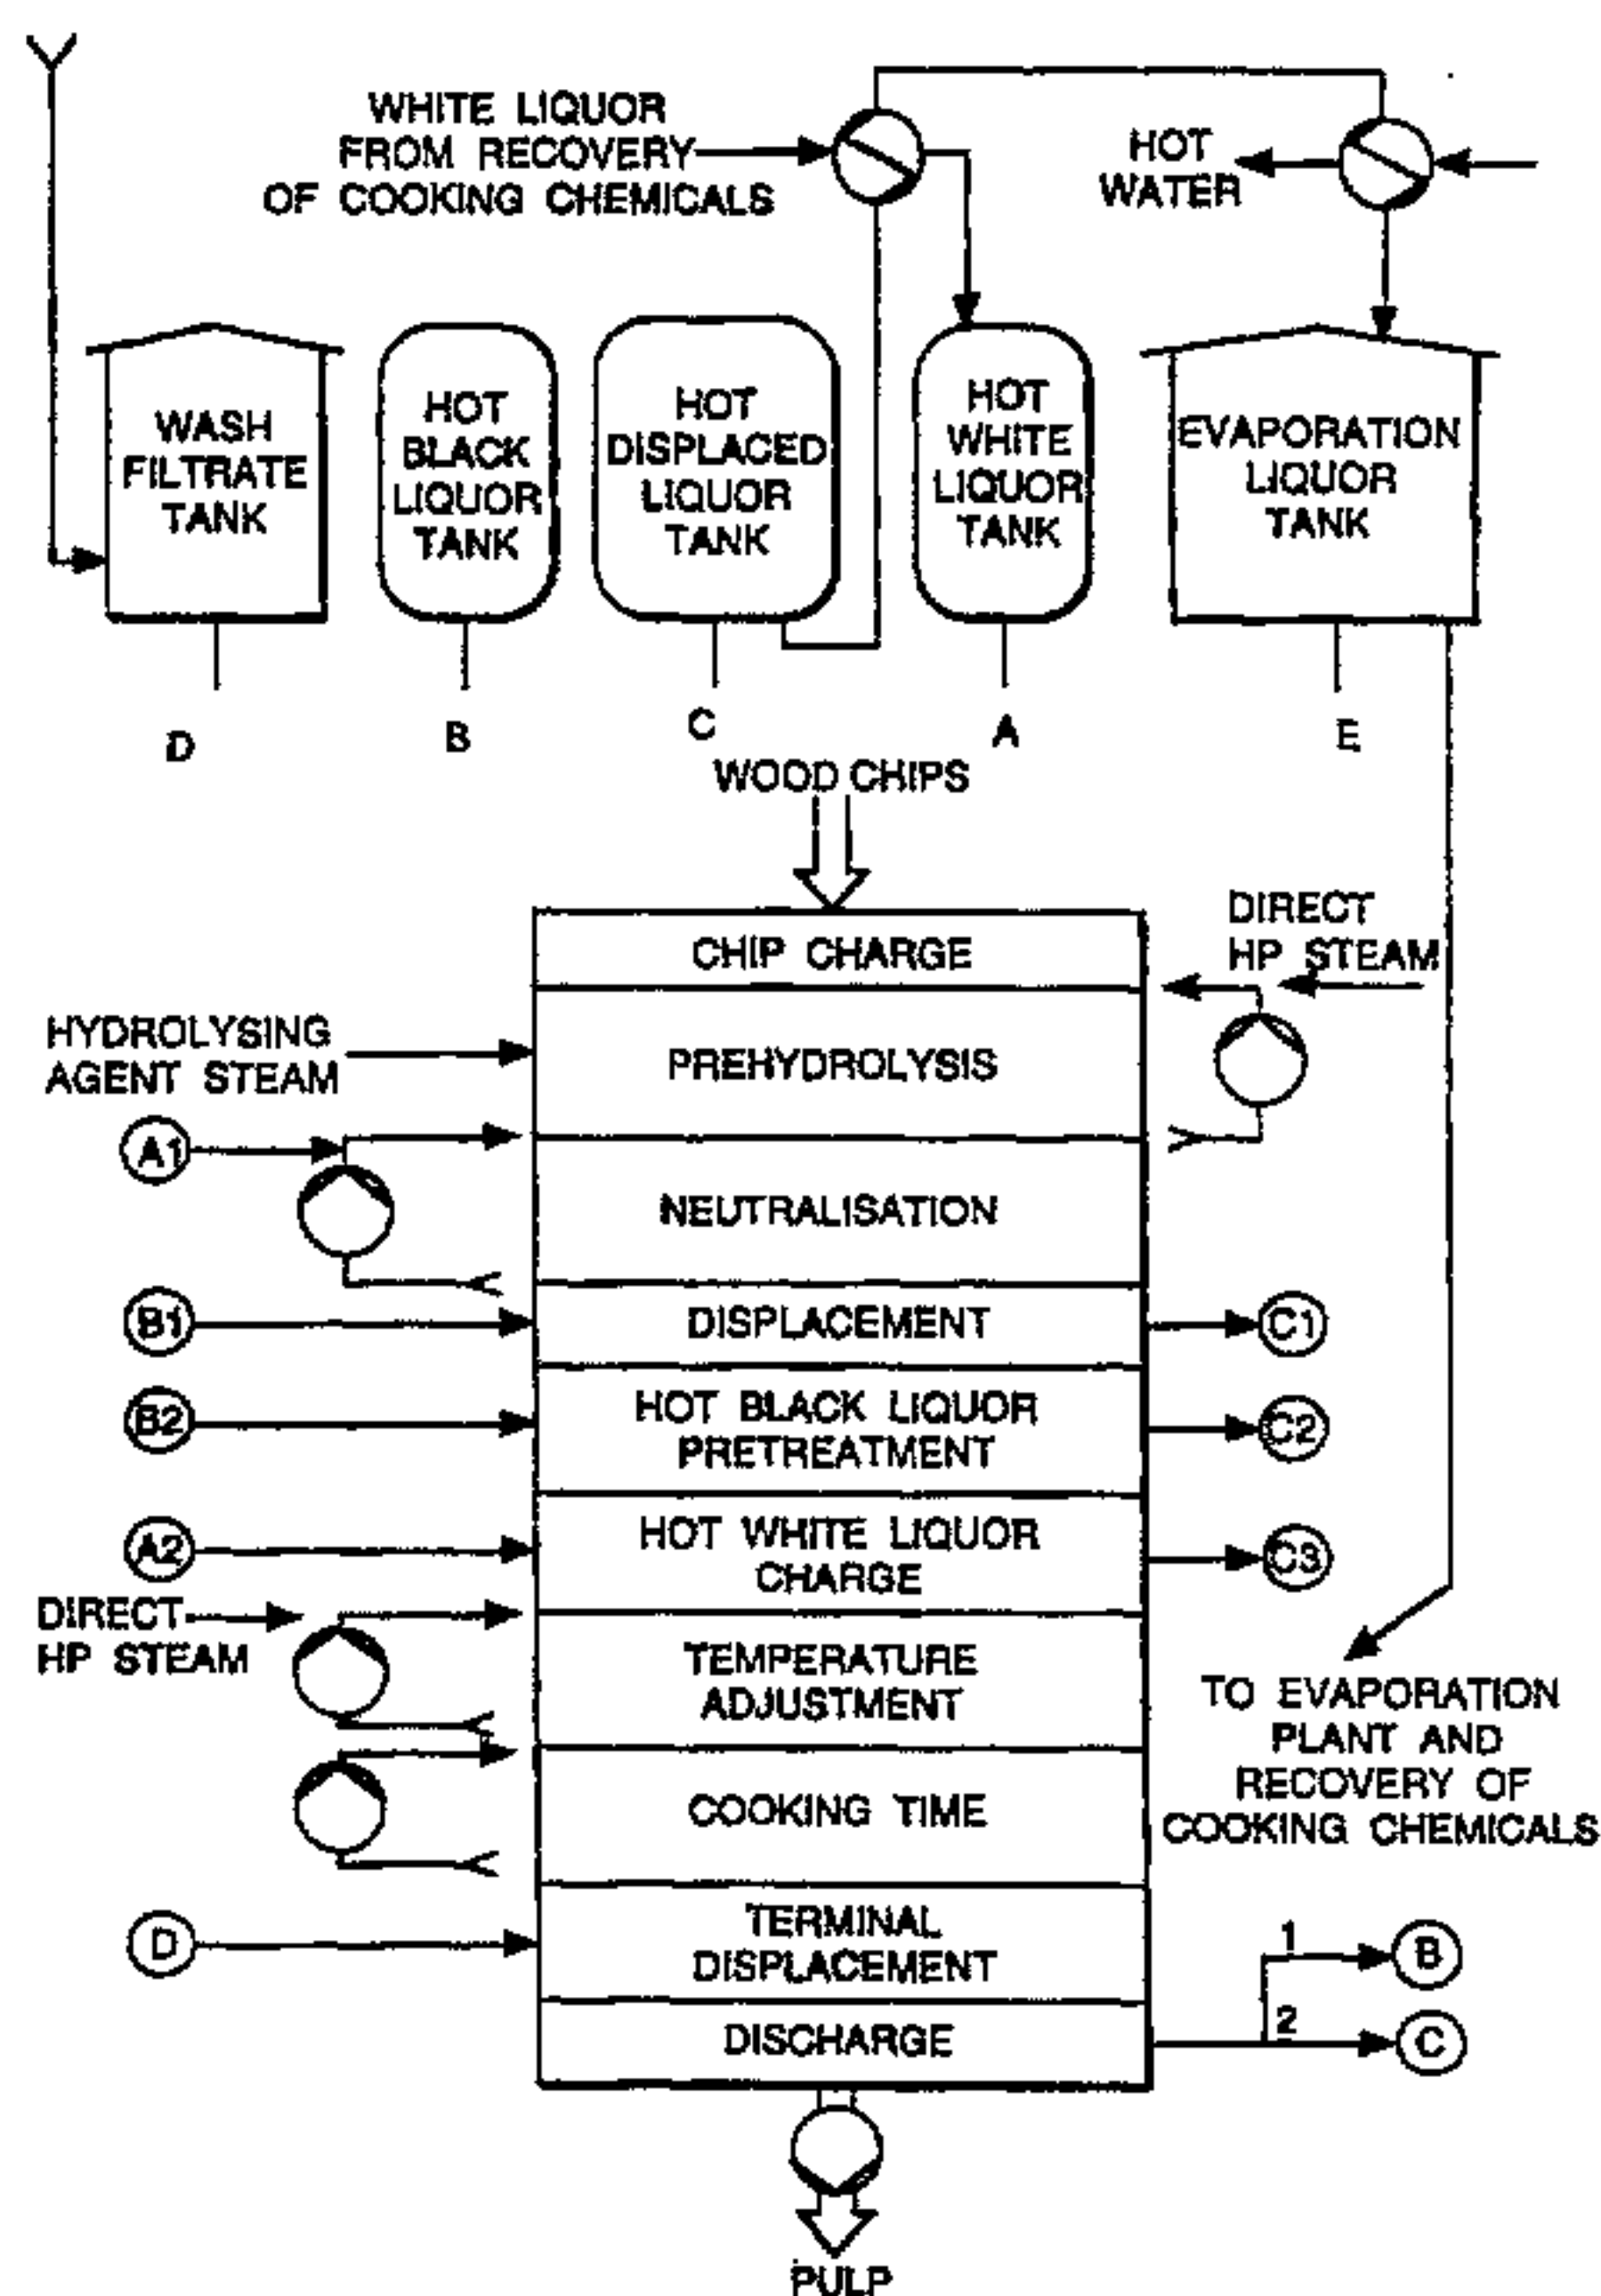 WHITE LIQUOR
FROM RECOVERY
OF COOKING CHEMICALS
HOT
WATER
WASH
FILTRATE
TANK
HOT
BLACK
LIQUOR
TANK
HOT
DISPLACED
LIQUOR
TANK
HOT
WHITE
LIQUOR
TANK
EVAPORATION
LIQUOR
TANK
D
B
C
A
E
WOOD CHIPS
CHIP CHARGE
DIRECT
HP STEAM
HYDROLYSING
AGENT STEAM
PREHYDROLYSIS
A1
NEUTRALISATION
B1
DISPLACEMENT
C1
B2
HOT BLACK LIQUOR
PRETREATMENT
C2
A2
HOT WHITE LIQUOR
CHARGE
C3
DIRECT
HP STEAM
TEMPERATURE
ADJUSTMENT
TO EVAPORATION
PLANT AND
RECOVERY OF
COOKING CHEMICALS
COOKING TIME
D
TERMINAL
DISPLACEMENT
1
B
DISCHARGE
2
C
PULP